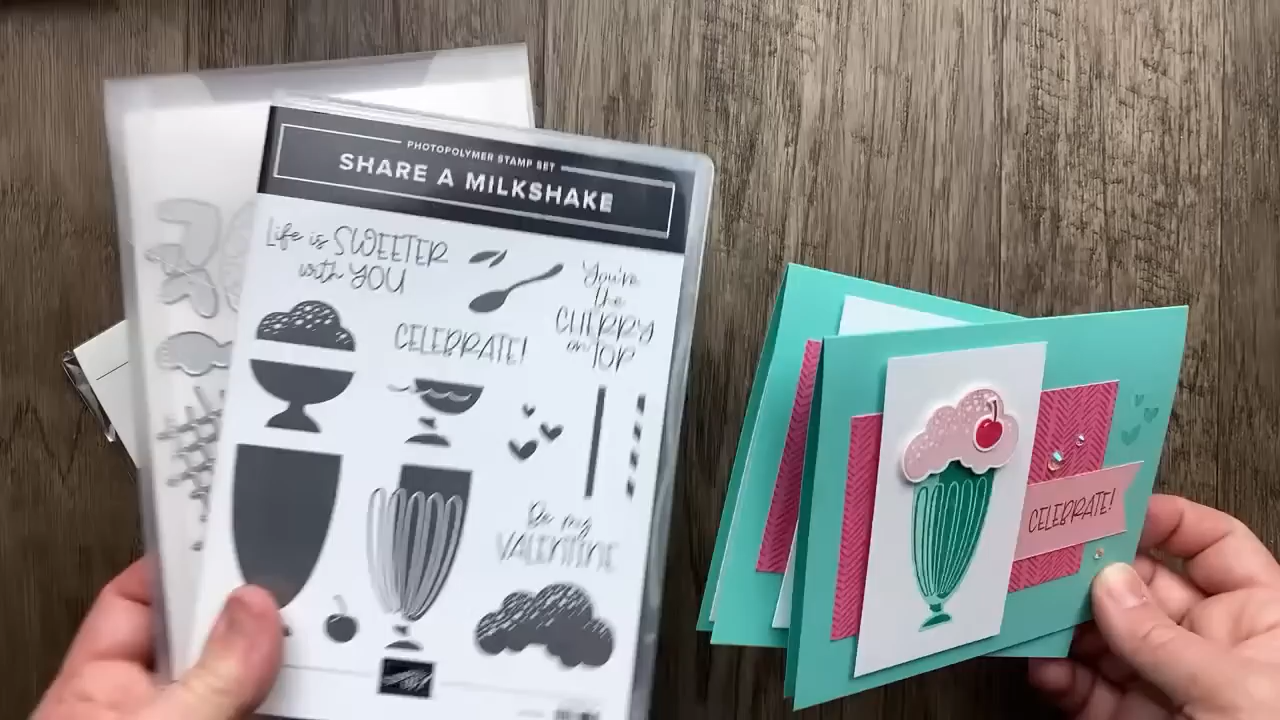 PHOTOPOLYMER STAMP SET
SHARE A MILKSHAKE
Life is SWEETER
with YOU
You're
the
CHERRY
on TOP
CELEBRATE!
Be my
VALENTINE
CELEBRATE!